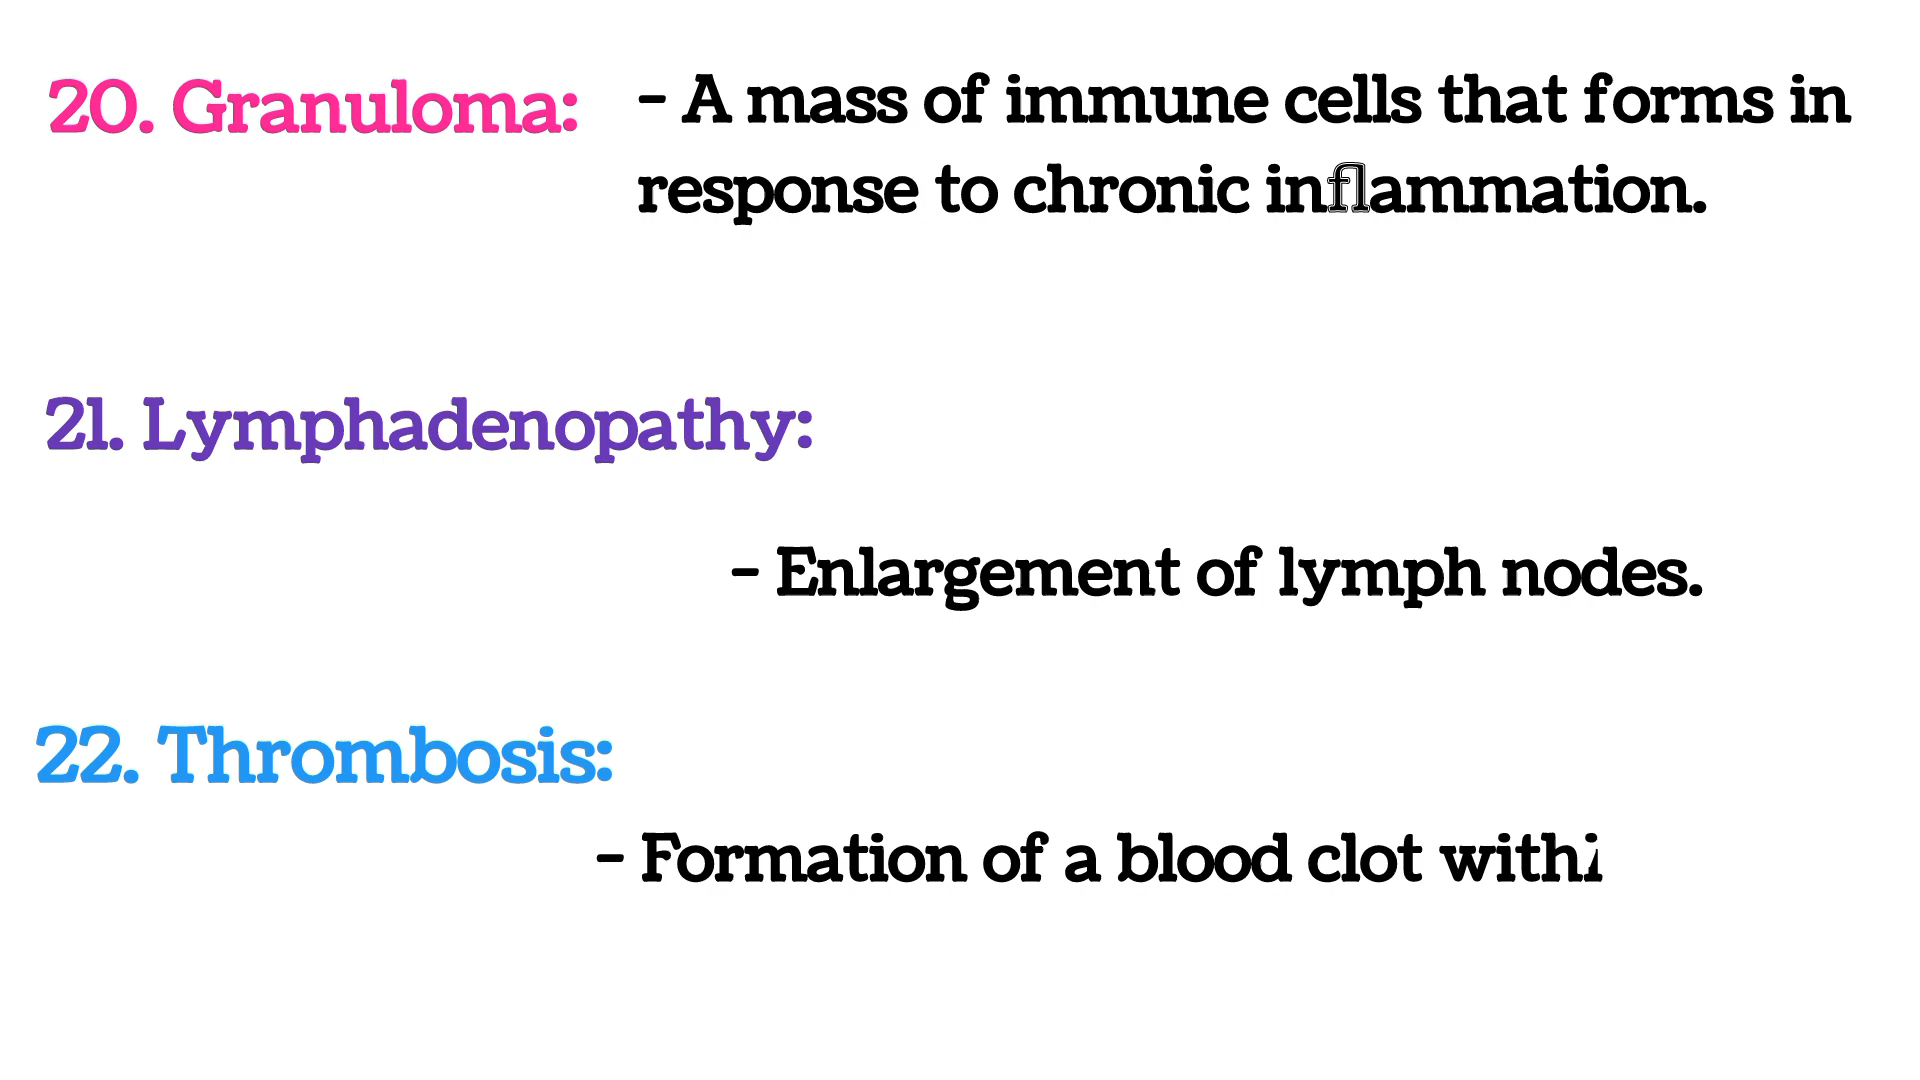 20. Granuloma: - A mass of immune cells that forms in
response to chronic inflammation.
21. Lymphadenopathy:
- Enlargement of lymph nodes.
22. Thrombosis:
- Formation of a blood clot withi